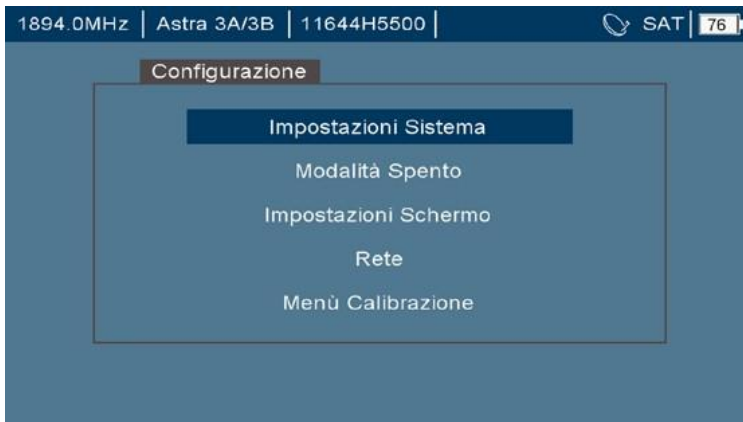 1894.0MHz | Astra 3A/3B | 11644H5500 | SAT | 76
Configurazione
Impostazioni Sistema
Modalità Spento
Impostazioni Schermo
Rete
Menù Calibrazione